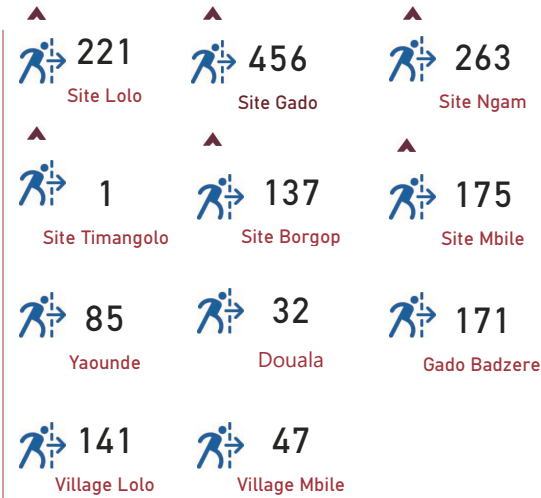 221
Site Lolo
456
Site Gado
263
Site Ngam
1
Site Timangolo
137
Site Borgop
175
Site Mbile
85
Yaounde
32
Douala
171
Gado Badzere
141
Village Lolo
47
Village Mbile